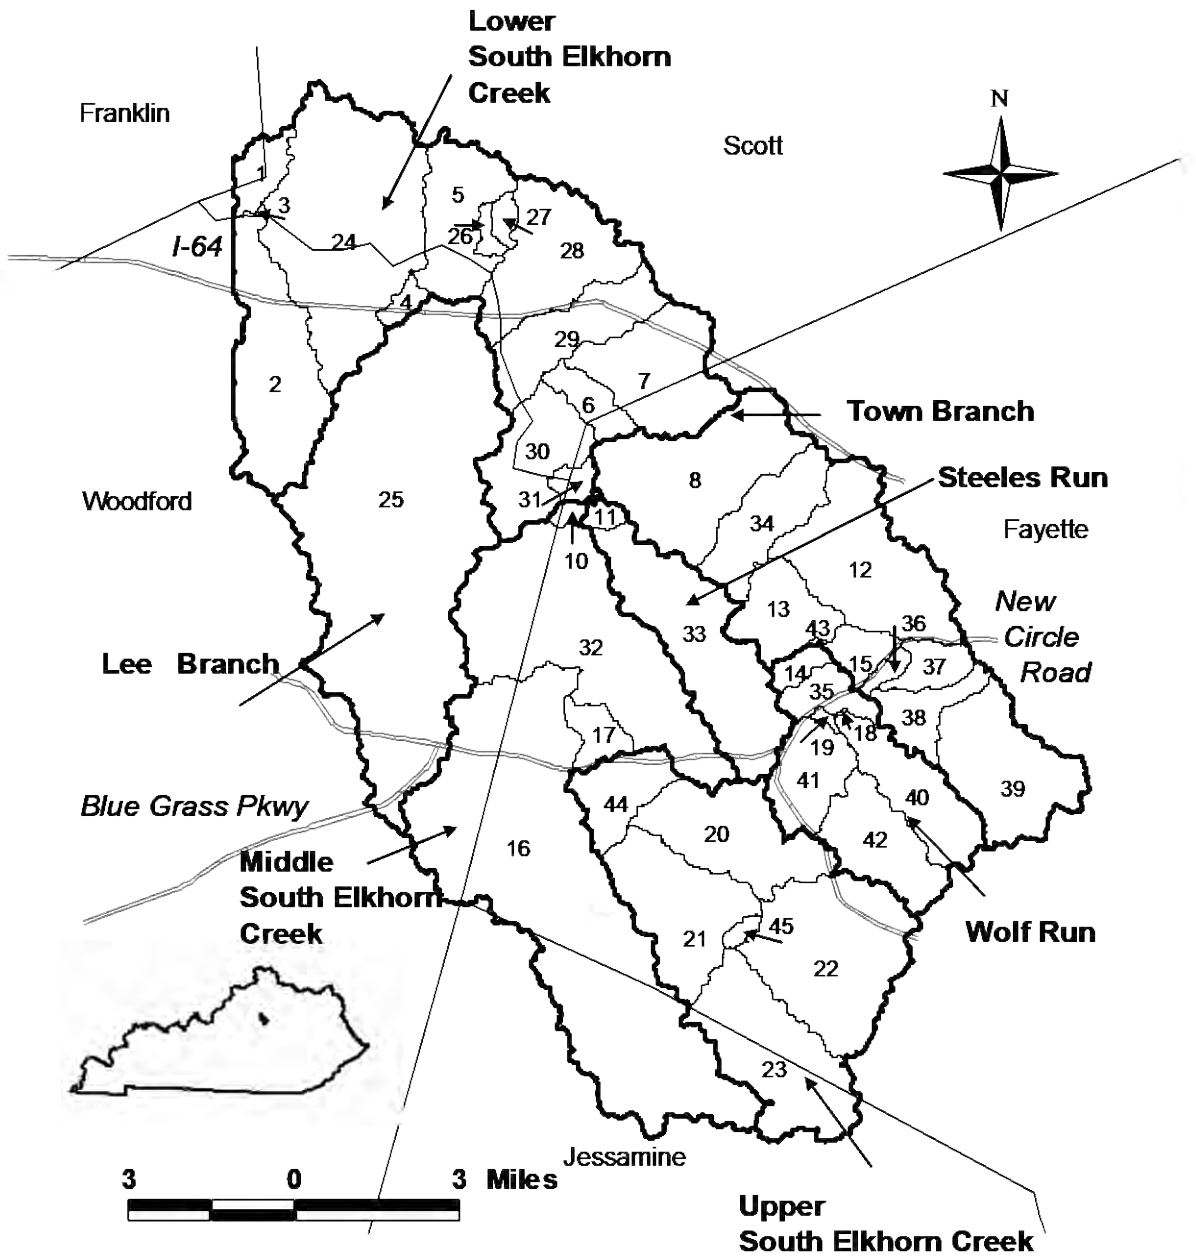 Lower
South Elkhorn
Creek
Franklin
Scott
N
1
5
3
27
26
I-64
24
28
4
29
2
7
6
Town Branch
30
8
Steeles Run
25
31
Woodford
11
34
Fayette
10
12
13
New
Circle
Road
36
43
33
32
Lee Branch
15
37
14
35
38
17
18
19
41
39
Blue Grass Pkwy
44
40
20
42
16
Middle
South Elkhorn
Creek
45
Wolf Run
21
22
23
Jessamine
3 0 3 Miles
Upper
South Elkhorn Creek